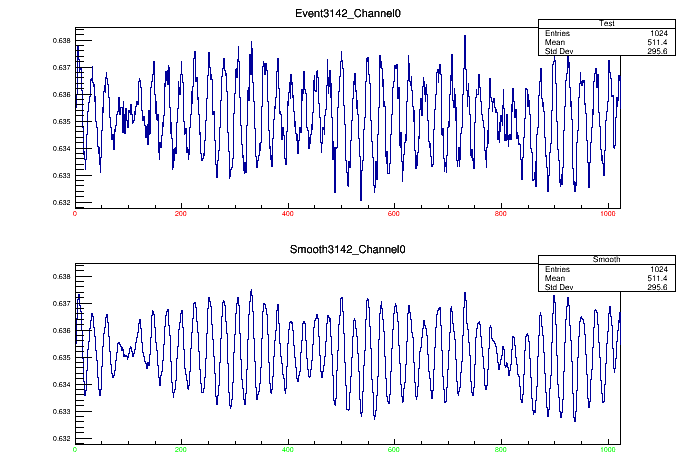 Event3142_Channel0
Test
Entries 1024
Mean 511.4
Std Dev 295.6
0.638
0.637
0.636
0.635
0.634
0.633
0.632
0 200 400 600 800 1000
Smooth3142_Channel0
Smooth
Entries 1024
Mean 511.4
Std Dev 295.6
0.638
0.637
0.636
0.635
0.634
0.633
0.632
0 200 400 600 800 1000